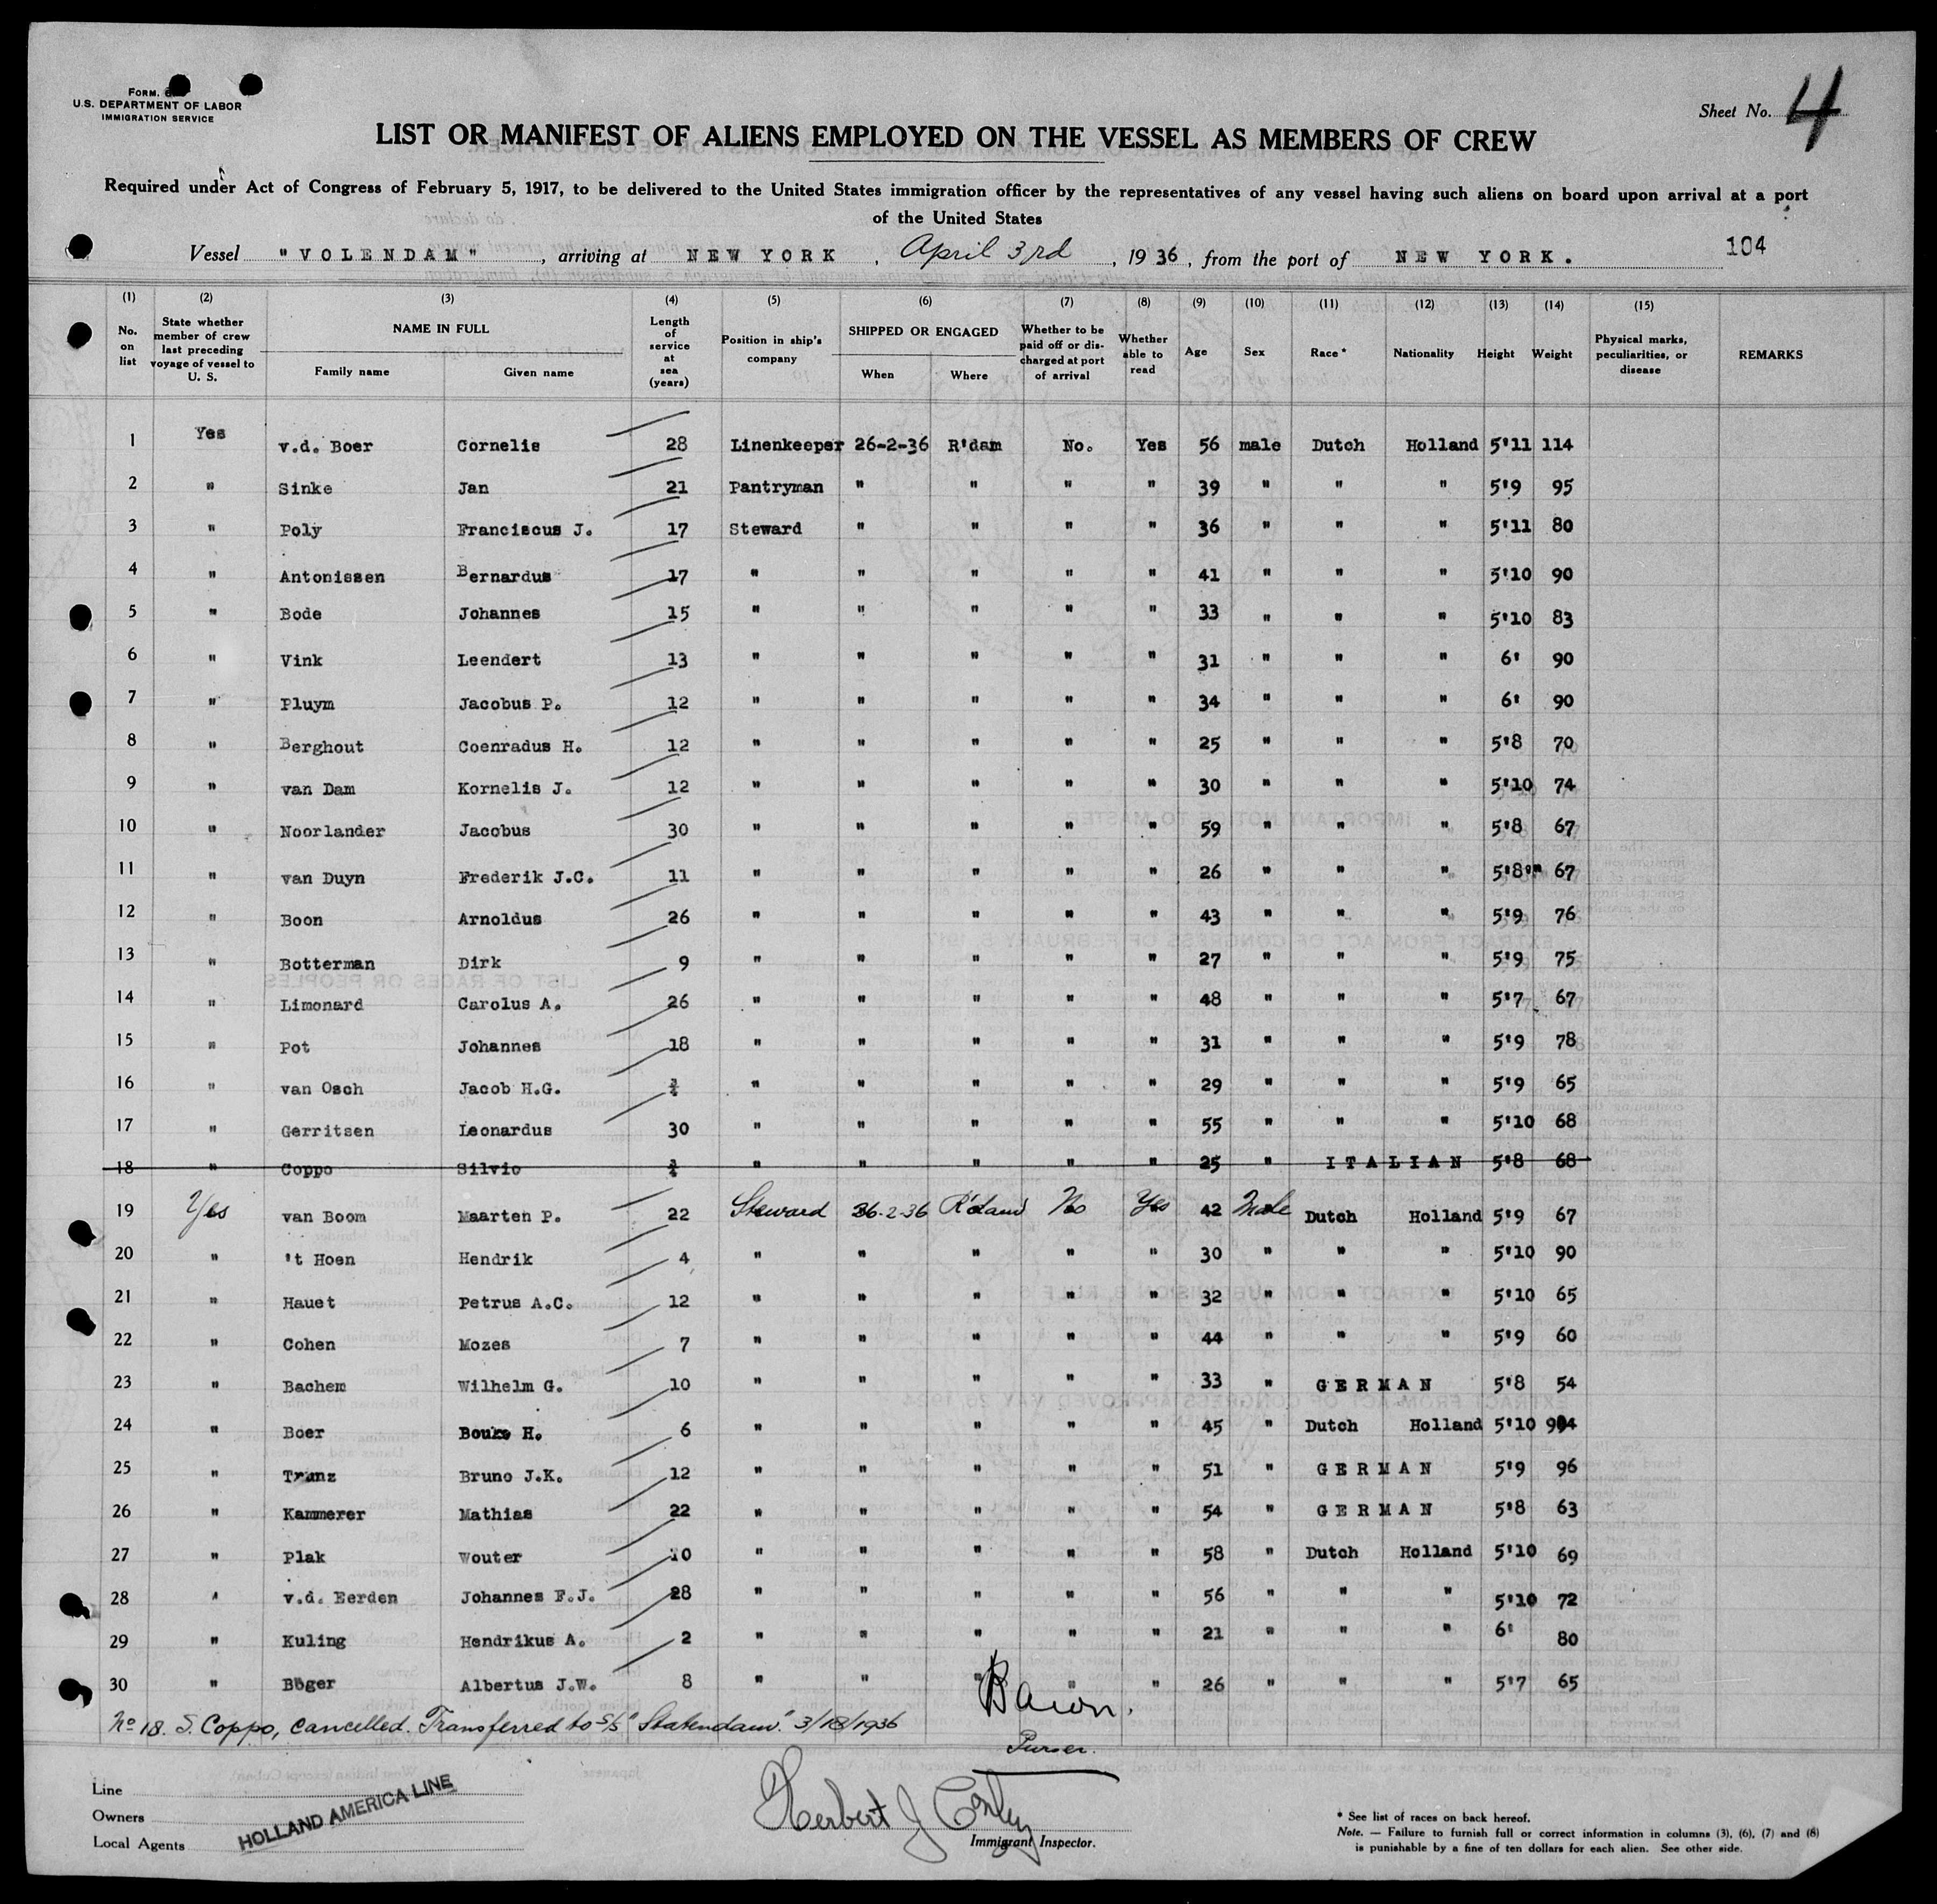 FORM.
U.S. DEPARTMENT OF LABOR
IMMIGRATION SERVICE
Sheet No. 4
LIST OR MANIFEST OF ALIENS EMPLOYED ON THE VESSEL AS MEMBERS OF CREW
Required under Act of Congress of February 5, 1917, to be delivered to the United States immigration officer by the representatives of any vessel having such aliens on board upon arrival at a port
of the United States
Vessel "VOLENDAM", arriving at NEW YORK, April 3rd, 1936, from the port of NEW YORK. 104
(1) (2) (3) (4) (5) (6) (7) (8) (9) (10) (11) (12) (13) (14) (15)
No. on list State whether member of crew last preceding voyage of vessel to U. S. NAME IN FULL Family name Given name Length of service at sea (years) Position in ship's company SHIPPED OR ENGAGED When Where Whether to be paid off or discharged at port of arrival Whether able to read Age Sex Race * Nationality Height Weight Physical marks, peculiarities, or disease REMARKS
1 Yes v.d. Boer Cornelis 28 Linenkeeper 26-2-36 R'dam No. Yes 56 male Dutch Holland 5'11 114
2 " Sinke Jan 21 Pantryman " " " " 39 " " " 5'9 95
3 " Poly Franciscus J. 17 Steward " " " " 36 " " " 5'11 80
4 " Antonissen Bernardus 17 " " " " " 41 " " " 5'10 90
5 " Bode Johannes 15 " " " " " 33 " " " 5'10 83
6 " Vink Leendert 13 " " " " " 31 " " " 6' 90
7 " Pluym Jacobus P. 12 " " " " " 34 " " " 6' 90
8 " Berghout Coenradus H. 12 " " " " " 25 " " " 5'8 70
9 " van Dam Kornelis J. 12 " " " " " 30 " " " 5'10 74
10 " Noorlander Jacobus 30 " " " " " 59 " " " 5'8 67
11 " van Duyn Frederik J.C. 11 " " " " " 26 " " " 5'8 67
12 " Boon Arnoldus 26 " " " " " 43 " " " 5'9 76
13 " Botterman Dirk 9 " " " " " 27 " " " 5'9 75
14 " Limonard Carolus A. 26 " " " " " 48 " " " 5'7 67
15 " Pot Johannes 18 " " " " " 31 " " " 5'9 78
16 " van Osch Jacob H.G. " " " " " 29 " " " 5'9 65
17 " Gerritsen Leonardus 30 " " " " " 55 " " " 5'10 68
18 " Coppo Silvio " " " " " 25 " ITALIAN 5'8 68
19 Yes van Boom Maarten P. 22 Steward 26-2-36 R'dam No Yes 42 Male Dutch Holland 5'9 67
20 " 't Hoen Hendrik 4 " " " " " 30 " " " 5'10 90
21 " Hauet Petrus A.C. 12 " " " " " 32 " " " 5'10 65
22 " Cohen Mozes 7 " " " " " 44 " " " 5'9 60
23 " Bachem Wilhelm G. 10 " " " " " 33 " GERMAN 5'8 54
24 " Boer Bouke H. 6 " " " " " 45 " Dutch Holland 5'10
25 " Tranz Bruno J.K. 12 " " " " " 51 " GERMAN 5'9 96
26 " Kammerer Mathias 22 " " " " " 54 " GERMAN 5'8 63
27 " Plak Wouter 10 " " " " " 58 " Dutch Holland 5'10 69
28 " v.d. Eerden Johannes F.J. 28 " " " " " 56 " " " 5'10 72
29 " Kuling Hendrikus A. 2 " " " " " 21 " " " 6' 80
30 " Böger Albertus J.W. 8 " " " " " 26 " " " 5'7 65
No 18. S. Coppo, cancelled. Transferred to s/s "Statendam". 3/18/1936
Purser.
Line
Owners
Local Agents
HOLLAND AMERICA LINE
Herbert J Conley
Immigrant Inspector.
* See list of races on back hereof.
Note. — Failure to furnish full or correct information in columns (3), (6), (7) and (8)
is punishable by a fine of ten dollars for each alien. See other side.